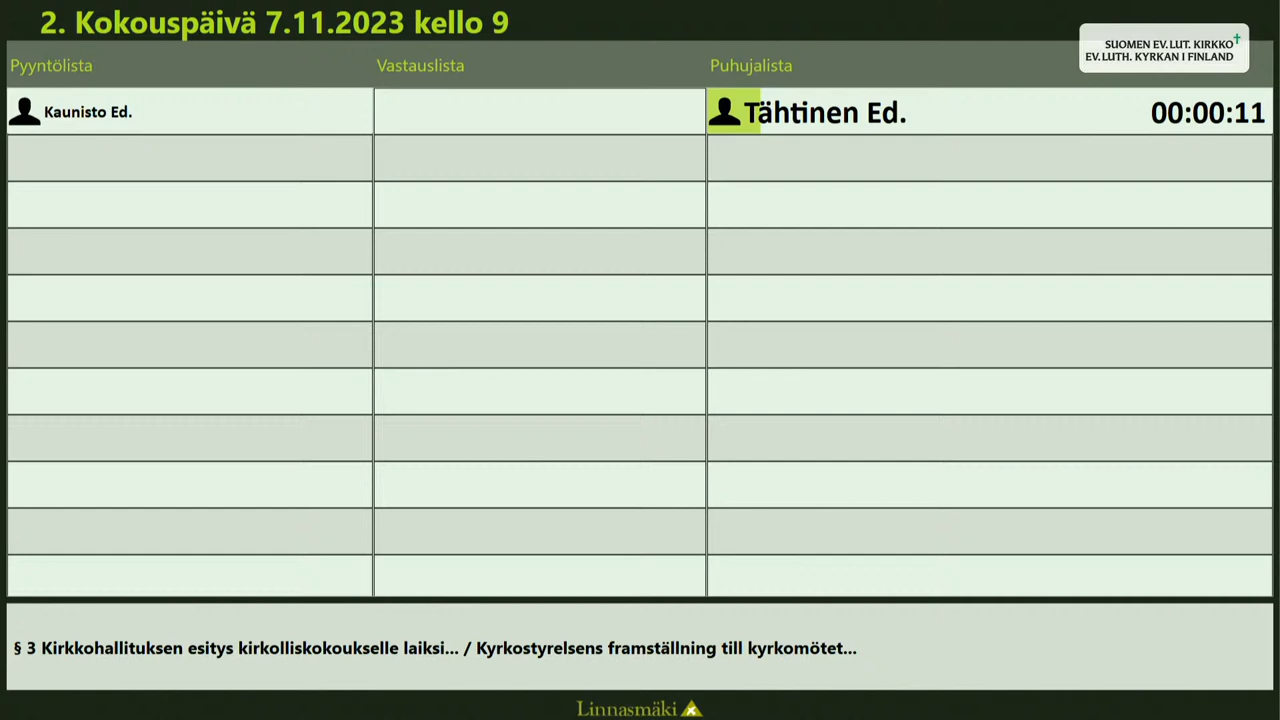 2. Kokouspäivä 7.11.2023 kello 9
SUOMEN EV.LUT. KIRKKO
EV.LUTH. KYRKAN I FINLAND
Pyyntölista
Vastauslista
Puhujalista
Kaunisto Ed.
Tähtinen Ed.
00:00:11
§ 3 Kirkkohallituksen esitys kirkolliskokoukselle laiksi... / Kyrkostyrelsens framställning till kyrkomötet...
Linnasmäki